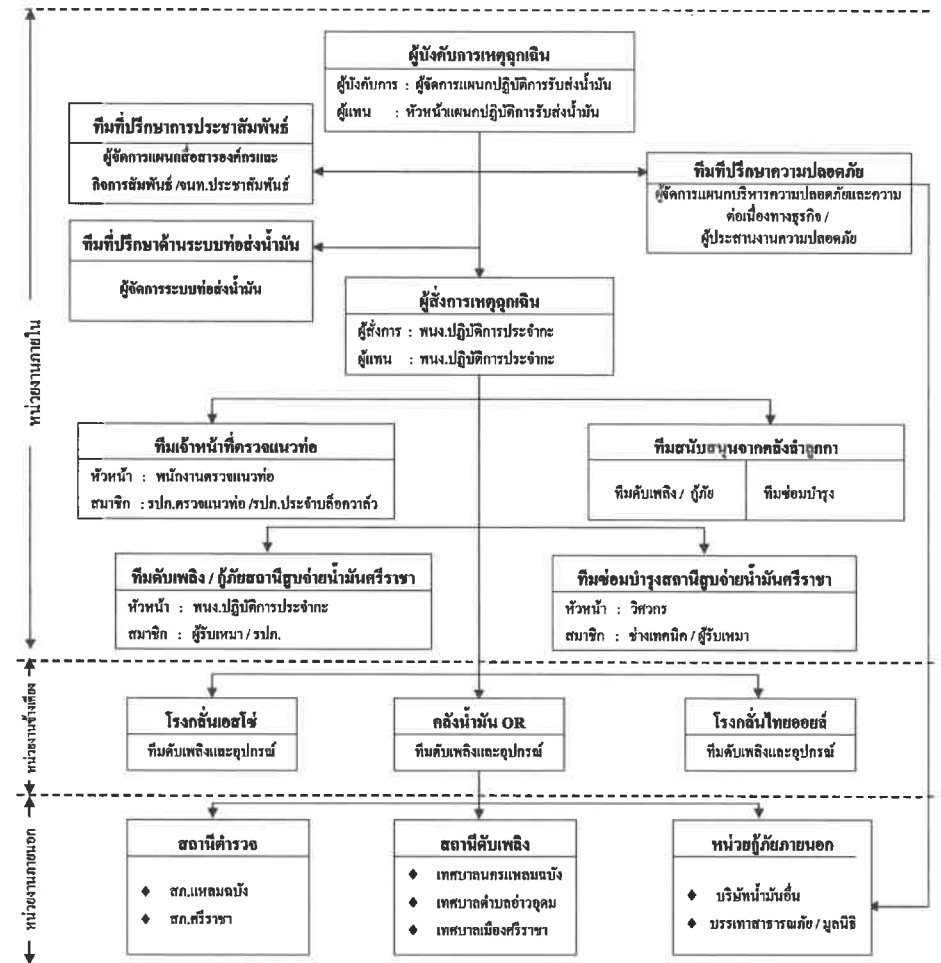 ผู้บังคับการเหตุฉุกเฉิน
ผู้บังคับการ : ผู้จัดการแผนกปฏิบัติการรับส่งน้ำมัน
ผู้แทน : หัวหน้าแผนกปฏิบัติการรับส่งน้ำมัน
ทีมที่ปรึกษาการประชาสัมพันธ์
ผู้จัดการแผนกสื่อสารองค์กรและ
กิจการสัมพันธ์ /จนท.ประชาสัมพันธ์
ทีมที่ปรึกษาความปลอดภัย
ผู้จัดการแผนกบริหารความปลอดภัยและความ
ต่อเนื่องทางธุรกิจ /
ผู้ประสานงานความปลอดภัย
ทีมที่ปรึกษาด้านระบบท่อส่งน้ำมัน
ผู้จัดการระบบท่อส่งน้ำมัน
ผู้สั่งการเหตุฉุกเฉิน
ผู้สั่งการ : พนง.ปฏิบัติการประจำกะ
ผู้แทน : พนง.ปฏิบัติการประจำกะ
หน่วยงานภายใน
ทีมเจ้าหน้าที่ตรวจแนวท่อ
หัวหน้า : พนักงานตรวจแนวท่อ
สมาชิก : รปภ.ตรวจแนวท่อ /รปภ.ประจำบล็อควาล์ว
ทีมสนับสนุนจากคลังลำลูกกา
ทีมดับเพลิง / กู้ภัย
ทีมซ่อมบำรุง
ทีมดับเพลิง / กู้ภัยสถานีสูบจ่ายน้ำมันศรีราชา
หัวหน้า : พนง.ปฏิบัติการประจำกะ
สมาชิก : ผู้รับเหมา / รปภ.
ทีมซ่อมบำรุงสถานีสูบจ่ายน้ำมันศรีราชา
หัวหน้า : วิศวกร
สมาชิก : ช่างเทคนิค / ผู้รับเหมา
หน่วยงานข้างเคียง
โรงกลั่นเอสโซ่
ทีมดับเพลิงและอุปกรณ์
คลังน้ำมัน OR
ทีมดับเพลิงและอุปกรณ์
โรงกลั่นไทยออยล์
ทีมดับเพลิงและอุปกรณ์
หน่วยงานภายนอก
สถานีตำรวจ
♦ สภ.แหลมฉบัง
♦ สภ.ศรีราชา
สถานีดับเพลิง
♦ เทศบาลนครแหลมฉบัง
♦ เทศบาลตำบลอ่าวอุดม
♦ เทศบาลเมืองศรีราชา
หน่วยกู้ภัยภายนอก
♦ บริษัทน้ำมันอื่น
♦ บรรเทาสาธารณภัย / มูลนิธิ